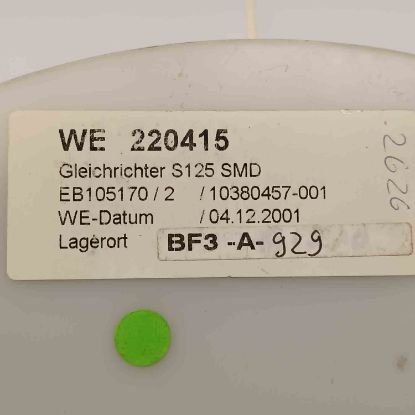 WE 220415
Gleichrichter S125 SMD
EB105170 / 2 / 10380457-001
WE-Datum / 04.12.2001
Lagerort BF3 -A- 929
2626